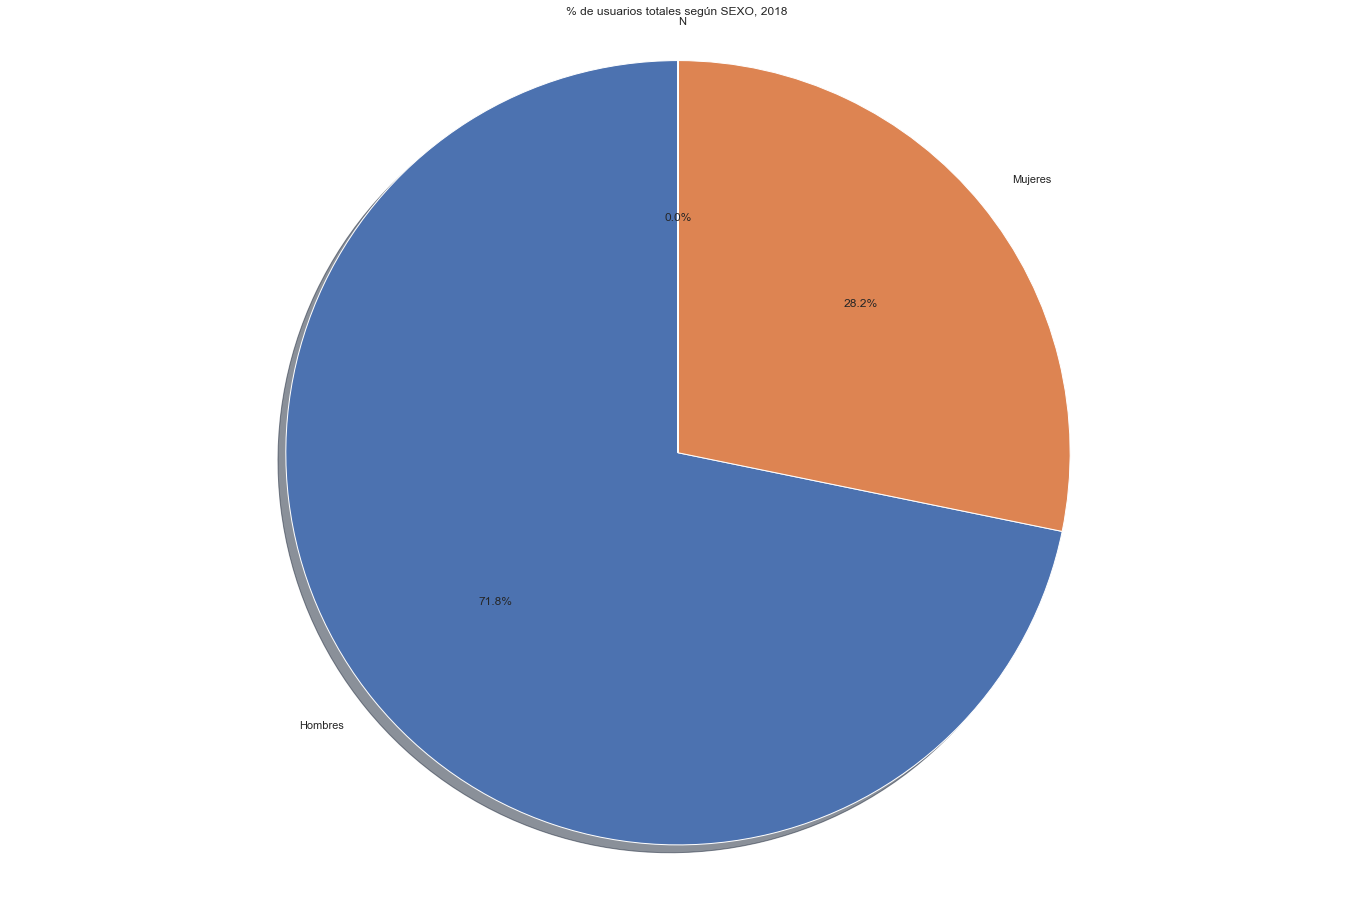 % de usuarios totales según SEXO, 2018
N
Mujeres
0.0%
28.2%
71.8%
Hombres